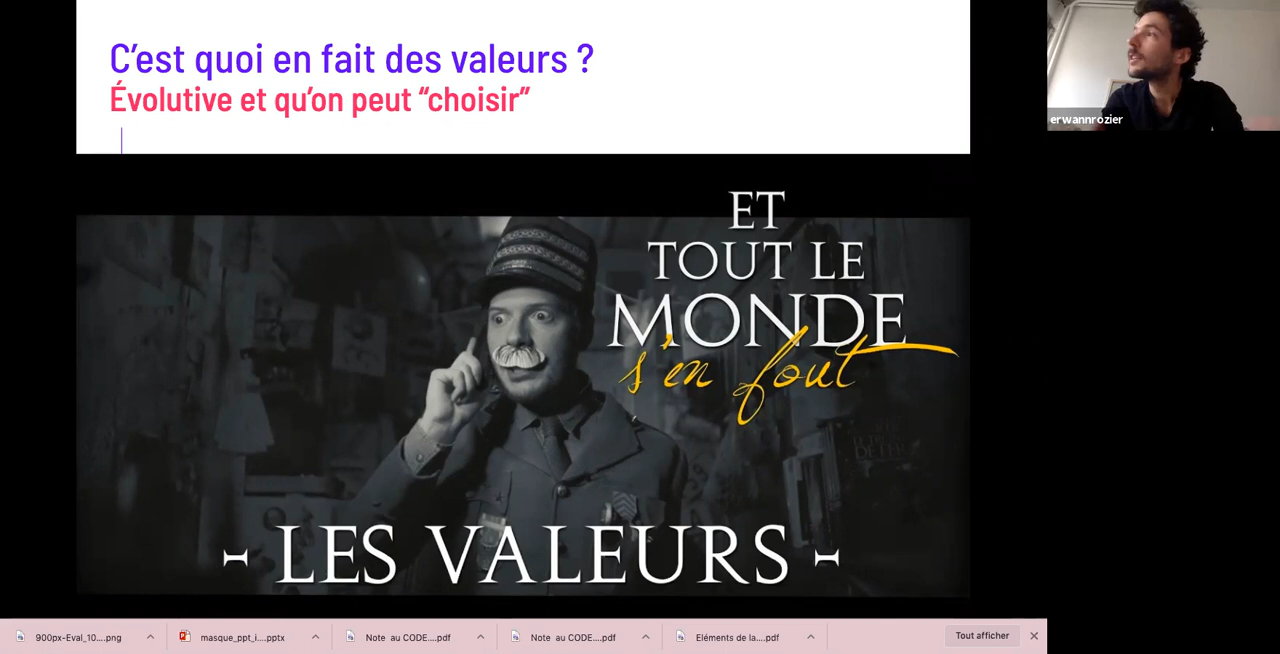 C'est quoi en fait des valeurs ?
Évolutive et qu'on peut “choisir”
erwannrozier
ET
TOUT LE
MONDE
s'en fout
- LES VALEURS -
900px-Eval_10....png
masque_ppt_i....pptx
Note au CODE....pdf
Note au CODE....pdf
Eléments de la....pdf
Tout afficher